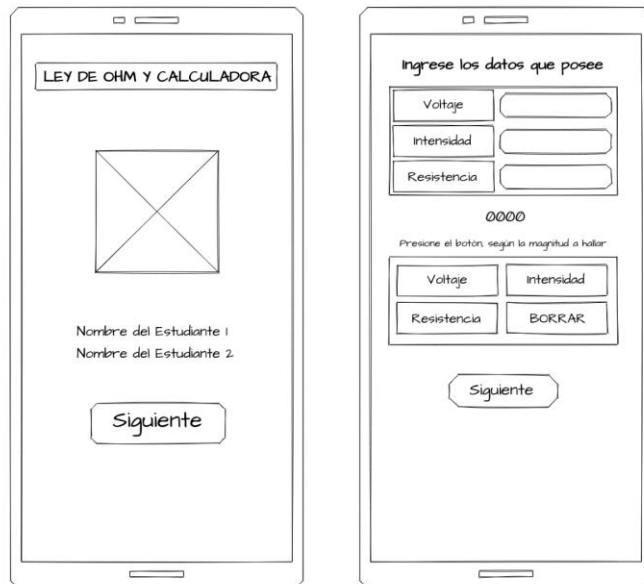 LEY DE OHM Y CALCULADORA
Nombre del Estudiante 1
Nombre del Estudiante 2
Siguiente
Ingrese los datos que posee
Voltaje
Intensidad
Resistencia
0000
Presione el botón, según la magnitud a hallar
Voltaje Intensidad
Resistencia BORRAR
Siguiente